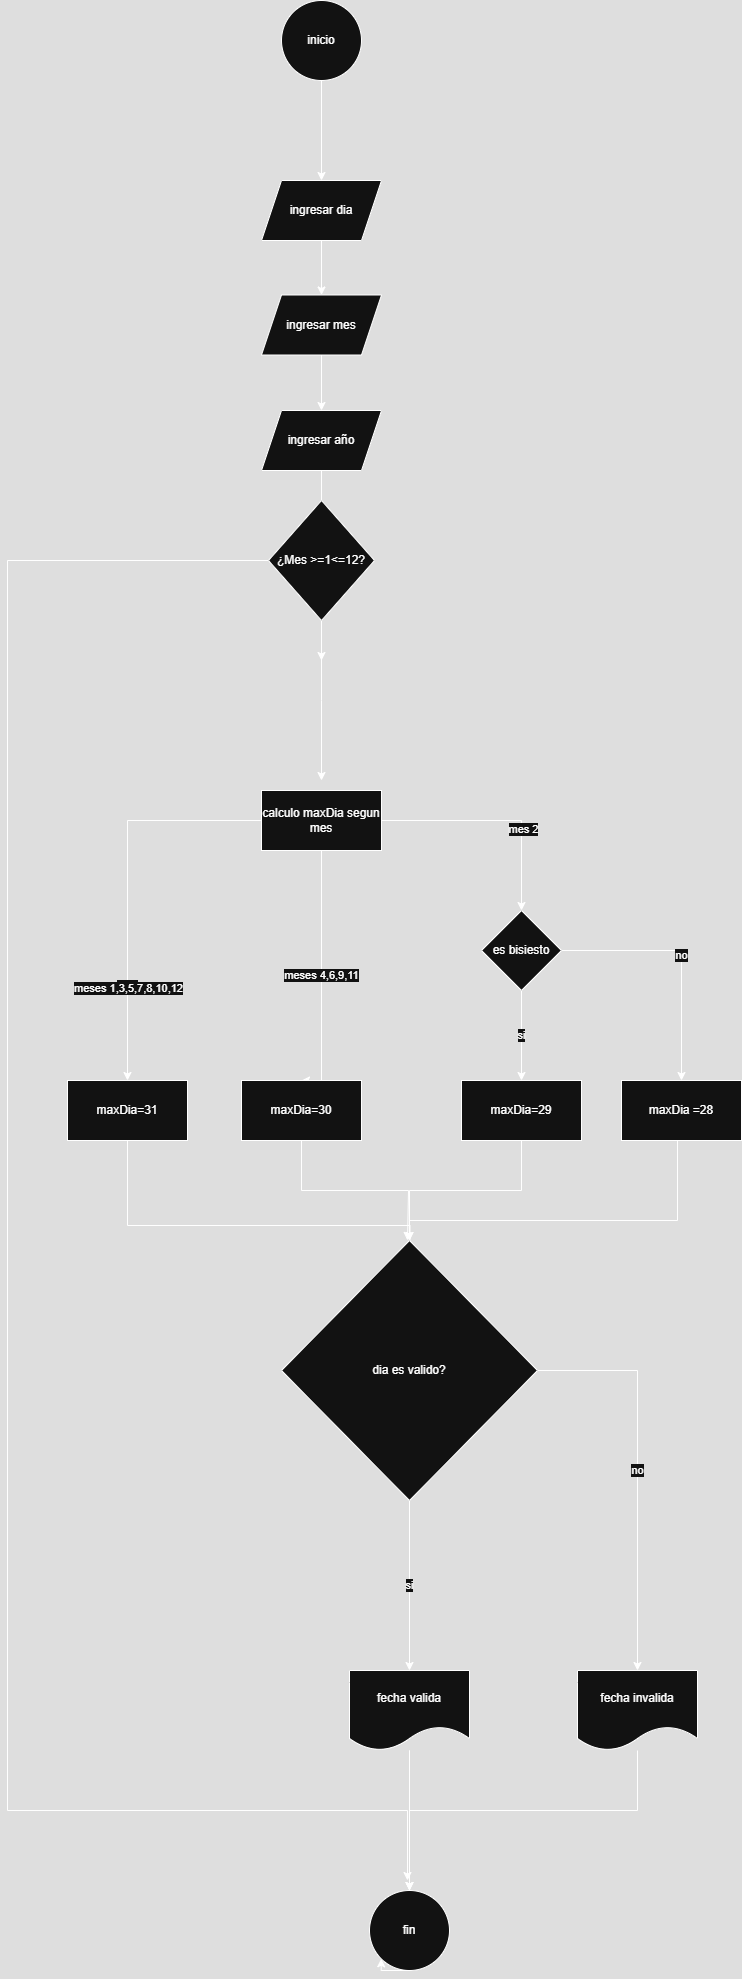 inicio
ingresar dia
ingresar mes
ingresar año
¿Mes >=1<=12?
calculo maxDia segun
mes
mes 2
es bisiesto
no
meses 4,6,9,11
meses 1,3,5,7,8,10,12
si
maxDia=31
maxDia=30
maxDia=29
maxDia =28
dia es valido?
no
si
fecha valida
fecha invalida
fin